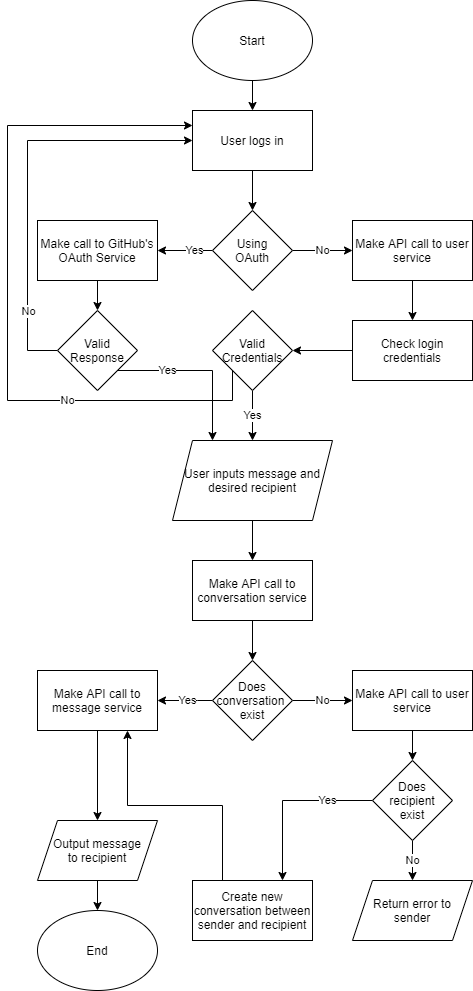 Start
User logs in
Using
OAuth
Yes
No
Make call to GitHub's
OAuth Service
Make API call to user
service
No
Valid
Response
Valid
Credentials
Check login
credentials
Yes
No
Yes
User inputs message and
desired recipient
Make API call to
conversation service
Does
conversation
exist
Yes
No
Make API call to
message service
Make API call to user
service
Does
recipient
exist
Yes
No
Output message
to recipient
Create new
conversation between
sender and recipient
Return error to
sender
End